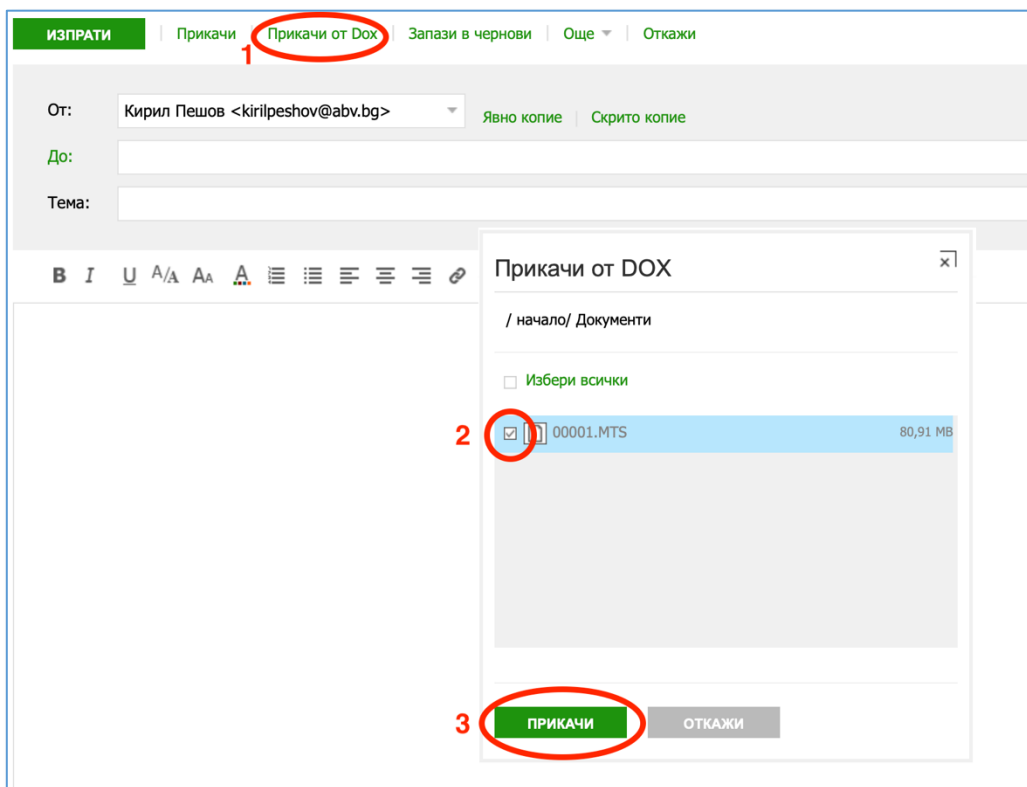 ИЗПРАТИ Прикачи Прикачи от Dox Запази в чернови Още Откажи
1
От: Кирил Пешов <kirilpeshov@abv.bg> Явно копие Скрито копие
До:
Тема:
B I U A/A AA A
Прикачи от DOX
/ начало/ Документи
Избери всички
2 00001.MTS 80,91 MB
3 ПРИКАЧИ ОТКАЖИ